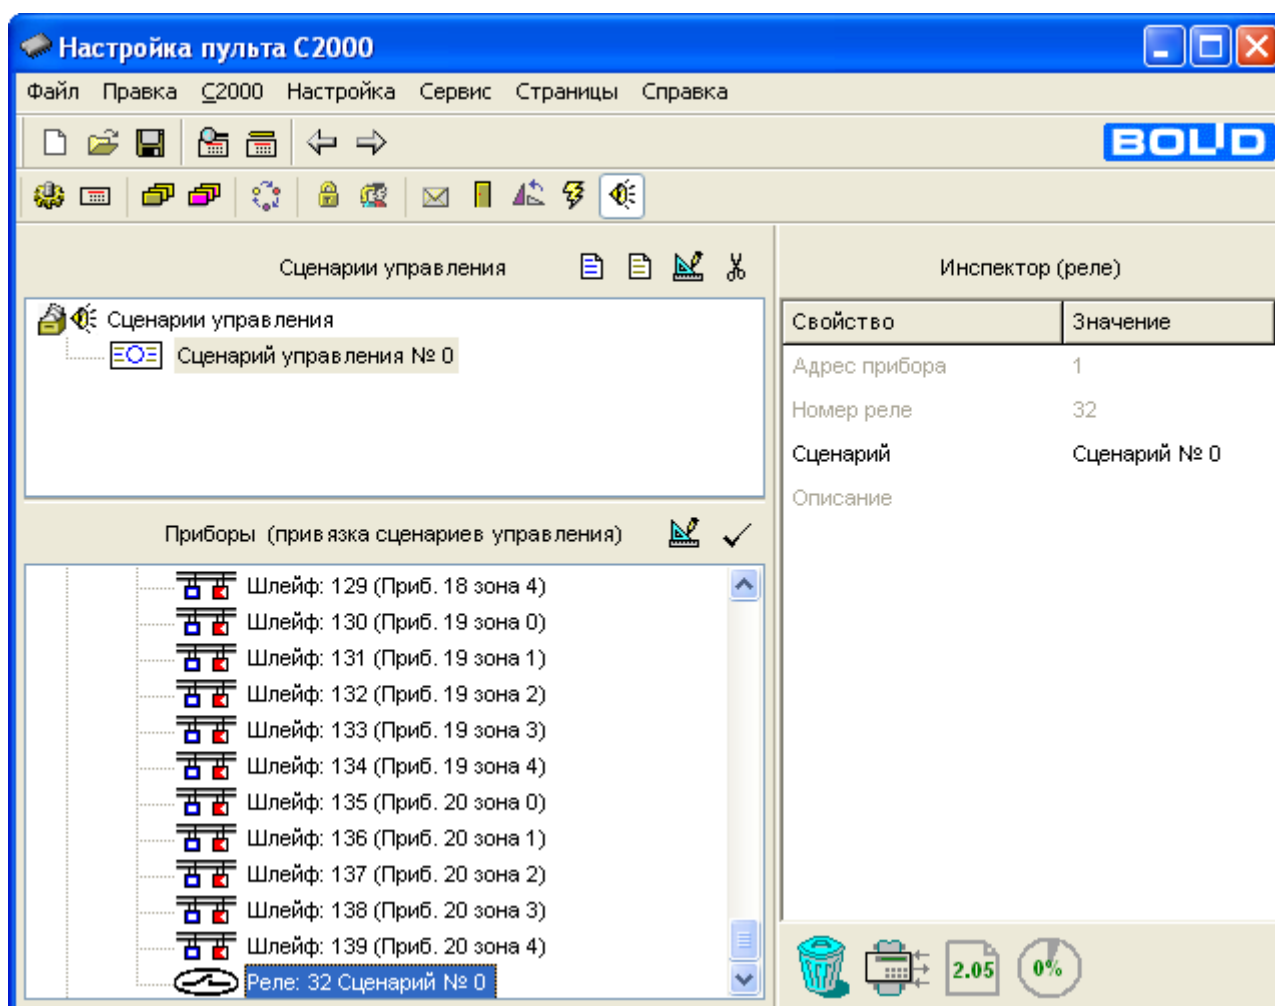 Настройка пульта С2000
Файл Правка С2000 Настройка Сервис Страницы Справка
BOLID
Сценарии управления
Сценарии управления
Сценарий управления № 0
Приборы (привязка сценариев управления)
Шлейф: 129 (Приб. 18 зона 4)
Шлейф: 130 (Приб. 19 зона 0)
Шлейф: 131 (Приб. 19 зона 1)
Шлейф: 132 (Приб. 19 зона 2)
Шлейф: 133 (Приб. 19 зона 3)
Шлейф: 134 (Приб. 19 зона 4)
Шлейф: 135 (Приб. 20 зона 0)
Шлейф: 136 (Приб. 20 зона 1)
Шлейф: 137 (Приб. 20 зона 2)
Шлейф: 138 (Приб. 20 зона 3)
Шлейф: 139 (Приб. 20 зона 4)
Реле: 32 Сценарий № 0
Инспектор (реле)
Свойство Значение
Адрес прибора 1
Номер реле 32
Сценарий Сценарий № 0
Описание
2.05 0%